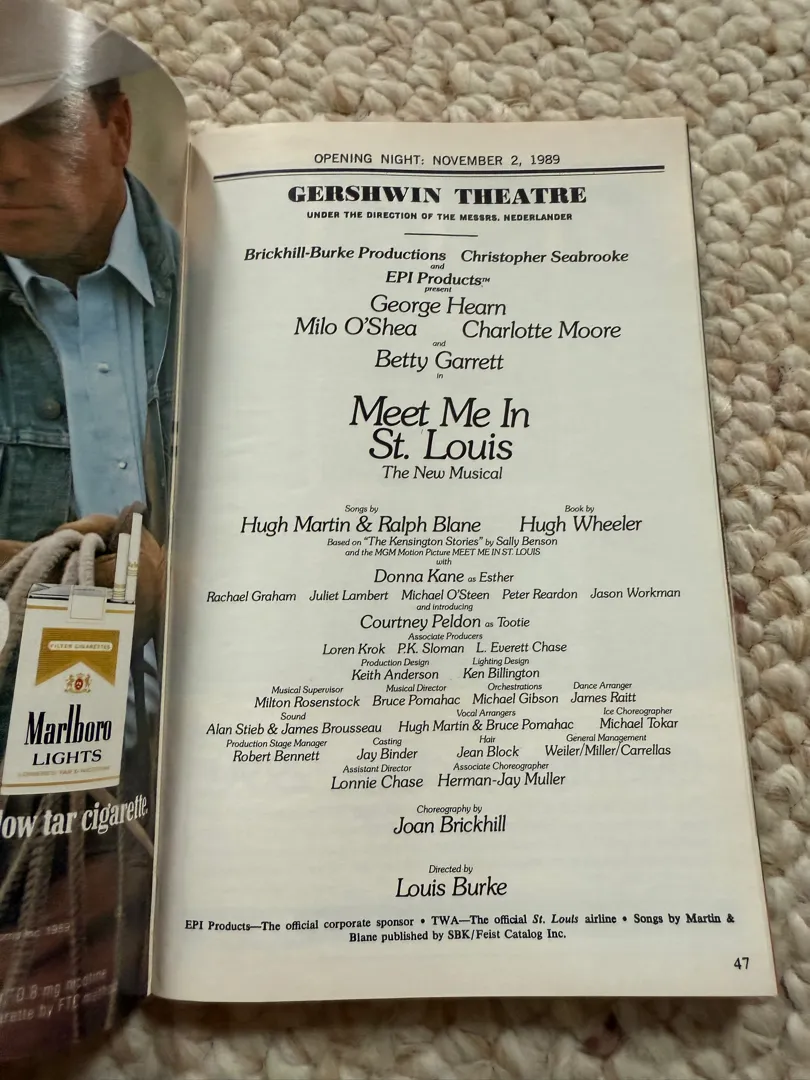 OPENING NIGHT: NOVEMBER 2, 1989
GERSHWIN THEATRE
UNDER THE DIRECTION OF THE MESSRS. NEDERLANDER
Brickhill-Burke Productions Christopher Seabrooke
and
EPI Products™
present
George Hearn
Milo O'Shea Charlotte Moore
and
Betty Garrett
in
Meet Me In
St. Louis
The New Musical
Songs by Book by
Hugh Martin & Ralph Blane Hugh Wheeler
Based on "The Kensington Stories" by Sally Benson
and the MGM Motion Picture MEET ME IN ST. LOUIS
with
Donna Kane as Esther
Rachael Graham Juliet Lambert Michael O'Steen Peter Reardon Jason Workman
and introducing
Courtney Peldon as Tootie
Associate Producers
Loren Krok P.K. Sloman L. Everett Chase
Production Design Lighting Design
Keith Anderson Ken Billington
Musical Supervisor Musical Director Orchestrations Dance Arranger
Milton Rosenstock Bruce Pomahac Michael Gibson James Raitt
Sound Vocal Arrangers Ice Choreographer
Alan Stieb & James Brousseau Hugh Martin & Bruce Pomahac Michael Tokar
Production Stage Manager Casting Hair General Management
Robert Bennett Jay Binder Jean Block Weiler/Miller/Carrellas
Assistant Director Associate Choreographer
Lonnie Chase Herman-Jay Muller
Choreography by
Joan Brickhill
Directed by
Louis Burke
EPI Products—The official corporate sponsor • TWA—The official St. Louis airline • Songs by Martin &
Blane published by SBK/Feist Catalog Inc.
47
FILTER CIGARETTES
Marlboro
LIGHTS
low tar cigarette.
1989
0.8 mg nicotine
by FTC